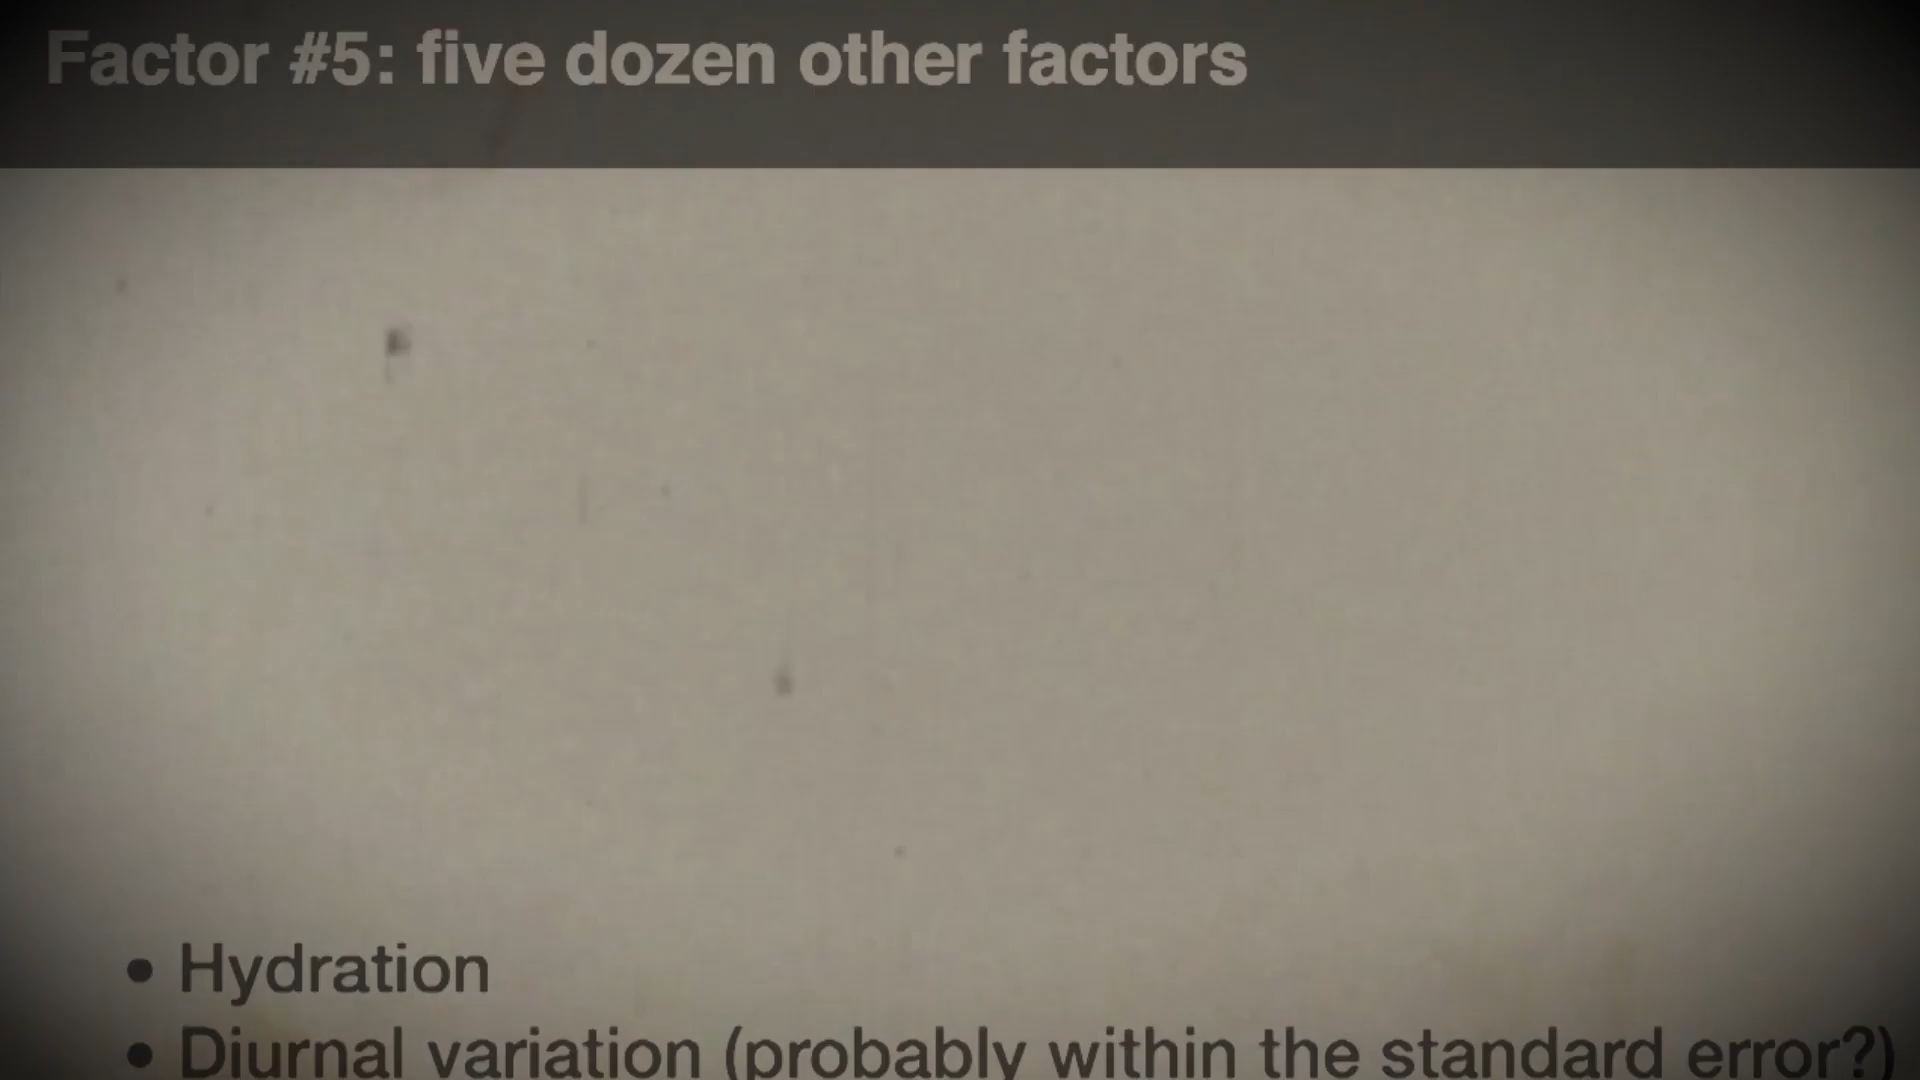 Factor #5: five dozen other factors
• Hydration
• Diurnal variation (probably within the standard error?)